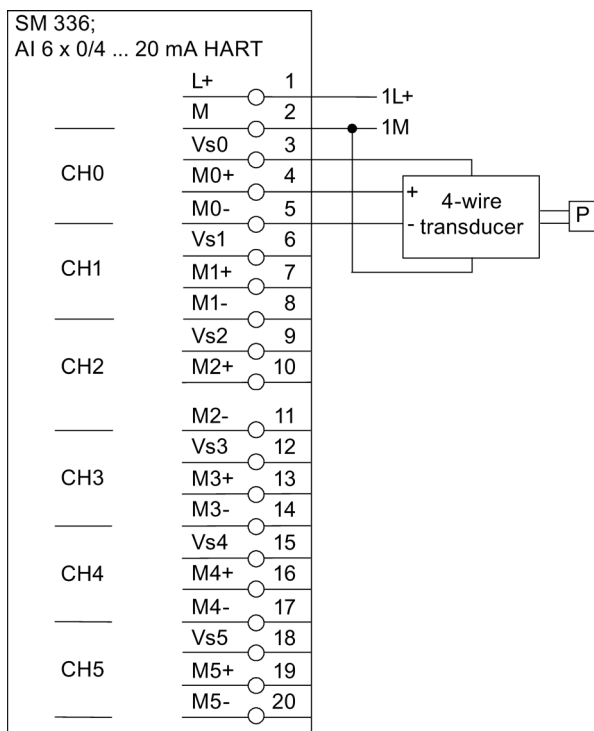 SM 336;
AI 6 x 0/4 ... 20 mA HART
L+ 1
1L+
M 2
1M
Vs0 3
CH0
M0+ 4
+
4-wire
M0- 5
- transducer
P
Vs1 6
CH1
M1+ 7
M1- 8
Vs2 9
CH2
M2+ 10
M2- 11
Vs3 12
CH3
M3+ 13
M3- 14
Vs4 15
CH4
M4+ 16
M4- 17
Vs5 18
CH5
M5+ 19
M5- 20